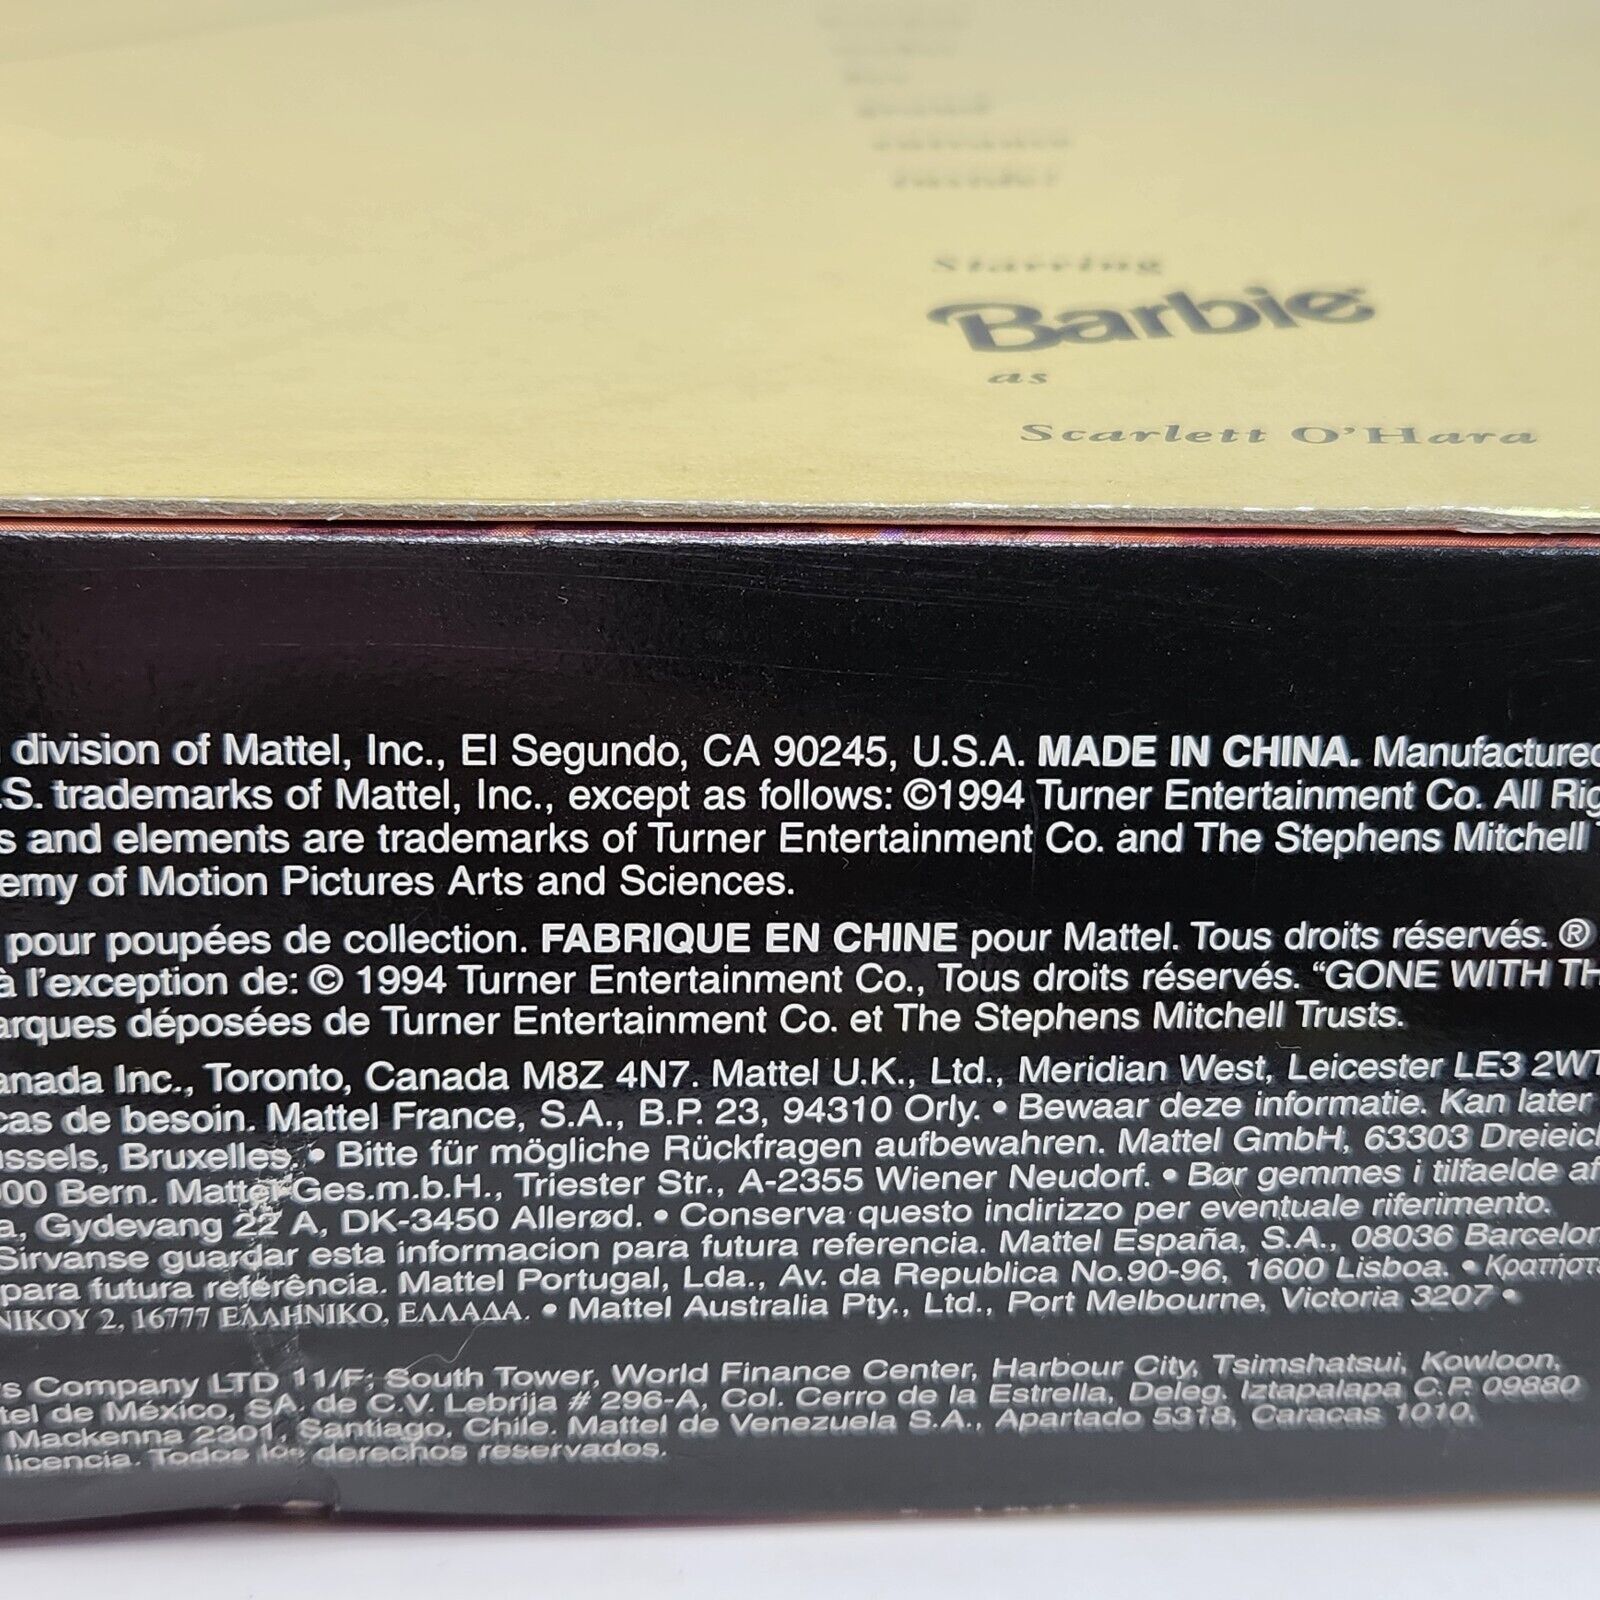 Starring
Barbie
as
Scarlett O'Hara
division of Mattel, Inc., El Segundo, CA 90245, U.S.A. MADE IN CHINA. Manufactured
.S. trademarks of Mattel, Inc., except as follows: ©1994 Turner Entertainment Co. All Rig
s and elements are trademarks of Turner Entertainment Co. and The Stephens Mitchell T
emy of Motion Pictures Arts and Sciences.
pour poupées de collection. FABRIQUE EN CHINE pour Mattel. Tous droits réservés. ®
à l'exception de: © 1994 Turner Entertainment Co., Tous droits réservés. “GONE WITH TH
arques déposées de Turner Entertainment Co. et The Stephens Mitchell Trusts.
anada Inc., Toronto, Canada M8Z 4N7. Mattel U.K., Ltd., Meridian West, Leicester LE3 2WT
cas de besoin. Mattel France, S.A., B.P. 23, 94310 Orly. • Bewaar deze informatie. Kan later
ussels, Bruxelles. • Bitte für mögliche Rückfragen aufbewahren. Mattel GmbH, 63303 Dreieich
00 Bern. Mattel Ges.m.b.H., Triester Str., A-2355 Wiener Neudorf. • Bør gemmes i tilfaelde af
a, Gydevang 22 A, DK-3450 Allerød. • Conserva questo indirizzo per eventuale riferimento.
Sirvanse guardar esta informacion para futura referencia. Mattel España, S.A., 08036 Barcelon
para futura referência. Mattel Portugal, Lda., Av. da Republica No.90-96, 1600 Lisboa. • Κρατήστε
ΝΙΚΟΥ 2, 16777 ΕΛΛΗΝΙΚΟ, ΕΛΛΑΔΑ. • Mattel Australia Pty., Ltd., Port Melbourne, Victoria 3207 •
s Company LTD 11/F; South Tower, World Finance Center, Harbour City, Tsimshatsui, Kowloon,
tel de México, SA. de C.V. Lebrija # 296-A, Col. Cerro de la Estrella, Deleg. Iztapalapa C.P. 09880
Mackenna 2301, Santiago, Chile. Mattel de Venezuela S.A., Apartado 5318, Caracas 1010,
licencia. Todos los derechos reservados.